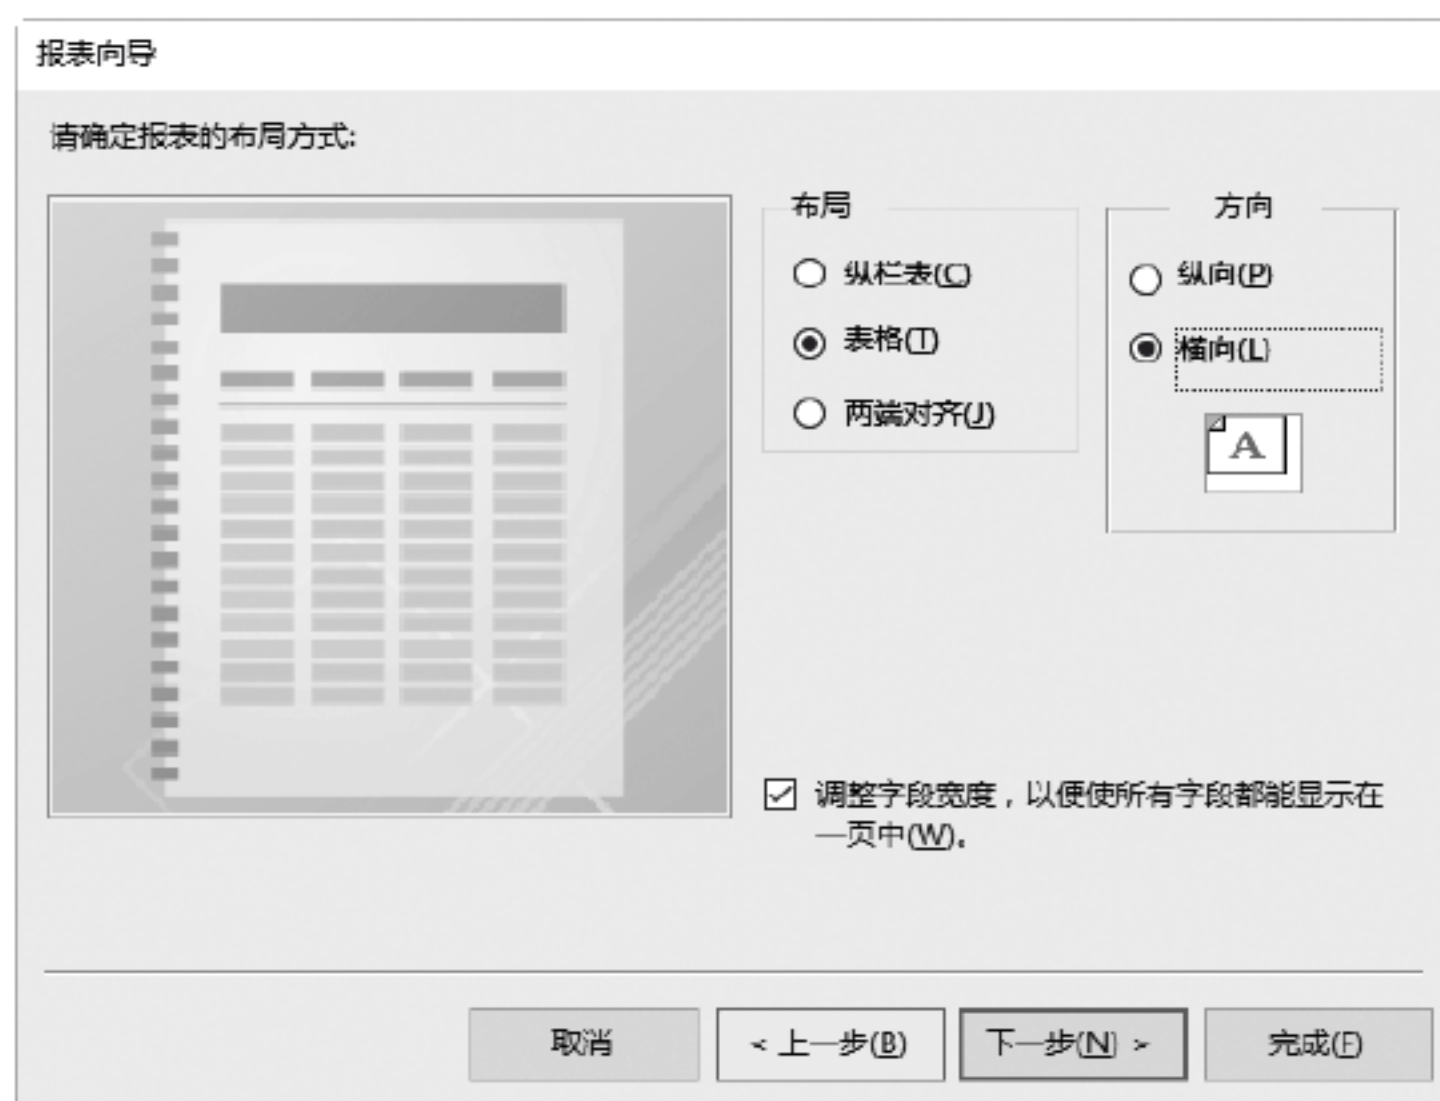 报表向导
请确定报表的布局方式:
布局
方向
纵栏表(C)
纵向(P)
表格(T)
横向(L)
两端对齐(J)
A
调整字段宽度，以便使所有字段都能显示在
一页中(W)。
取消
< 上一步(B)
下一步(N) >
完成(F)